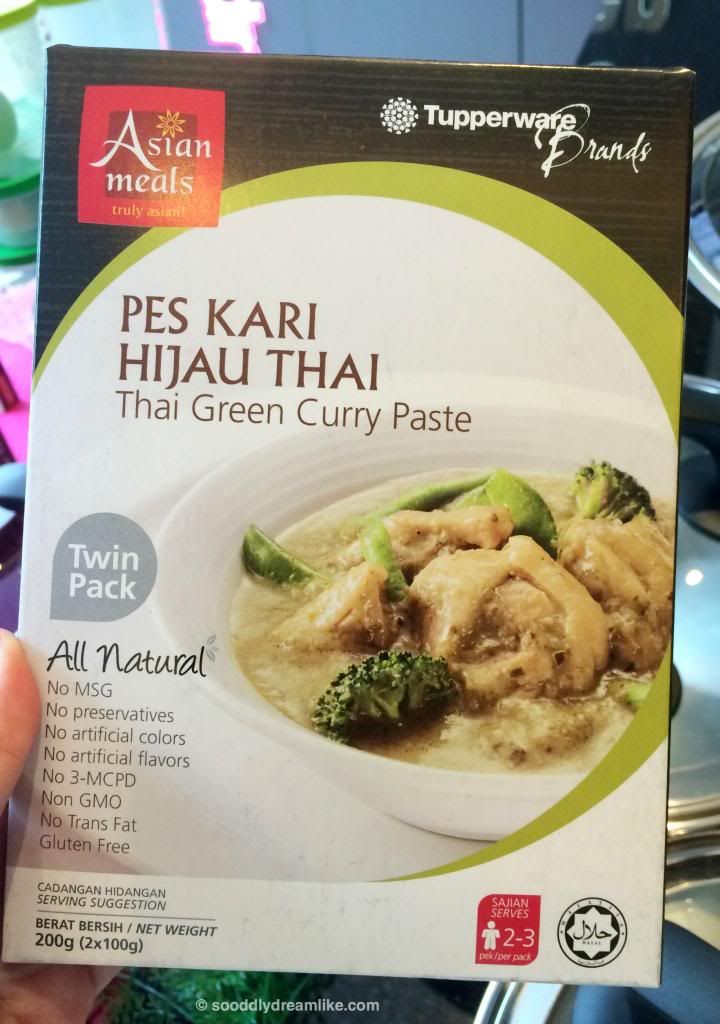 Asian
meals
truly asian!
Tupperware
Brands
PES KARI
HIJAU THAI
Thai Green Curry Paste
Twin
Pack
All Natural
No MSG
No preservatives
No artificial colors
No artificial flavors
No 3-MCPD
Non GMO
No Trans Fat
Gluten Free
CADANGAN HIDANGAN
SERVING SUGGESTION
BERAT BERSIH / NET WEIGHT
200g (2x100g)
SAJIAN
SERVES
2-3
pek/per pack
MALAYSIA
حلال
HALAL
© sooddlydreamlike.com